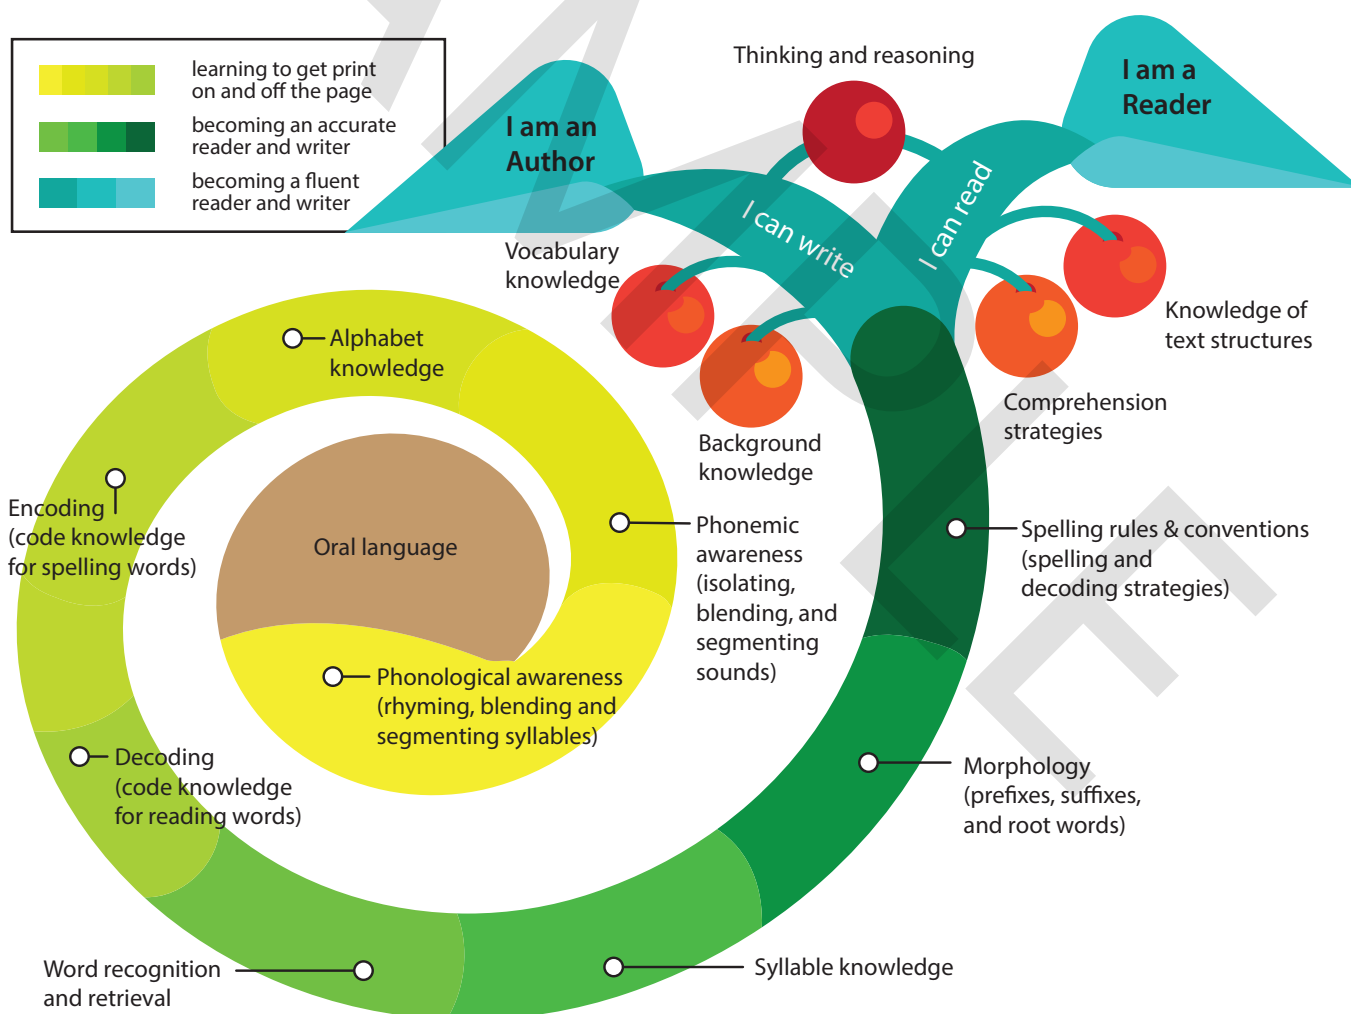 learning to get print
on and off the page
becoming an accurate
reader and writer
becoming a fluent
reader and writer
I am an
Author
Thinking and reasoning
I am a
Reader
I can write
I can read
Vocabulary
knowledge
Background
knowledge
Knowledge of
text structures
Comprehension
strategies
Alphabet
knowledge
Encoding
(code knowledge
for spelling words)
Oral language
Phonemic
awareness
(isolating,
blending, and
segmenting
sounds)
Spelling rules & conventions
(spelling and
decoding strategies)
Phonological awareness
(rhyming, blending and
segmenting syllables)
Decoding
(code knowledge
for reading words)
Morphology
(prefixes, suffixes,
and root words)
Word recognition
and retrieval
Syllable knowledge